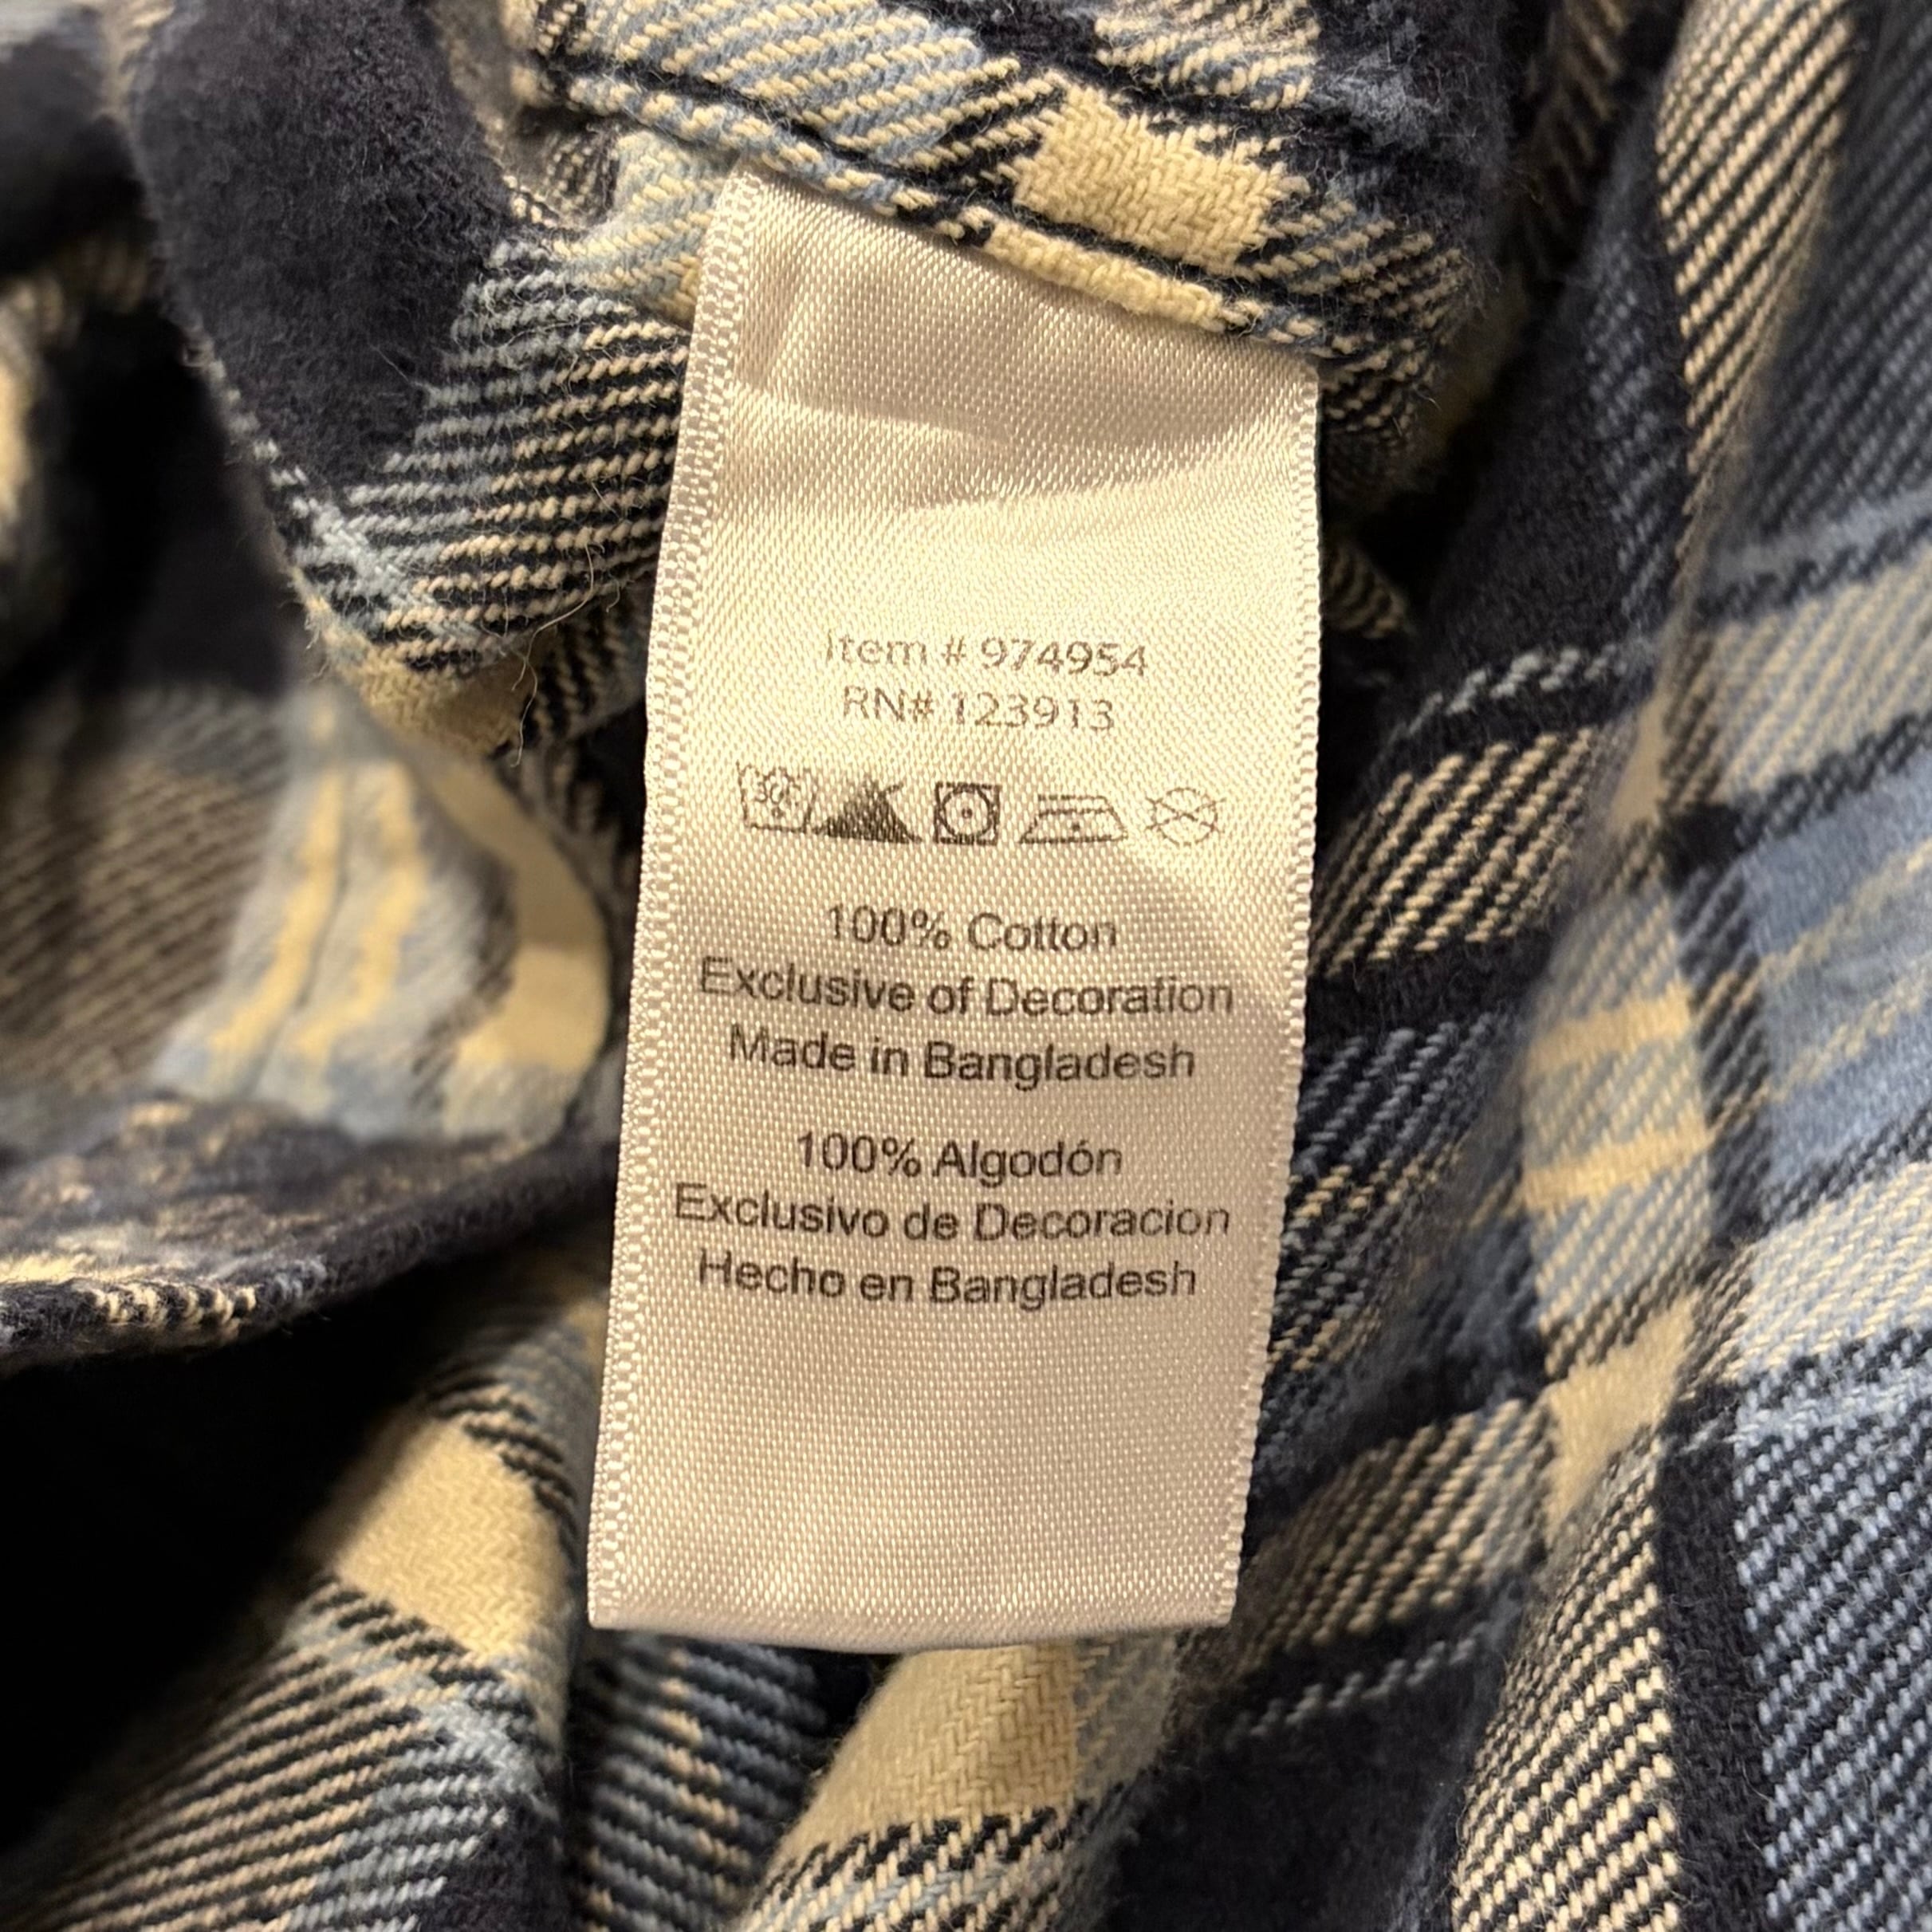 Item # 974954
RN# 123913
30C
100% Cotton
Exclusive of Decoration
Made in Bangladesh
100% Algodón
Exclusivo de Decoracion
Hecho en Bangladesh